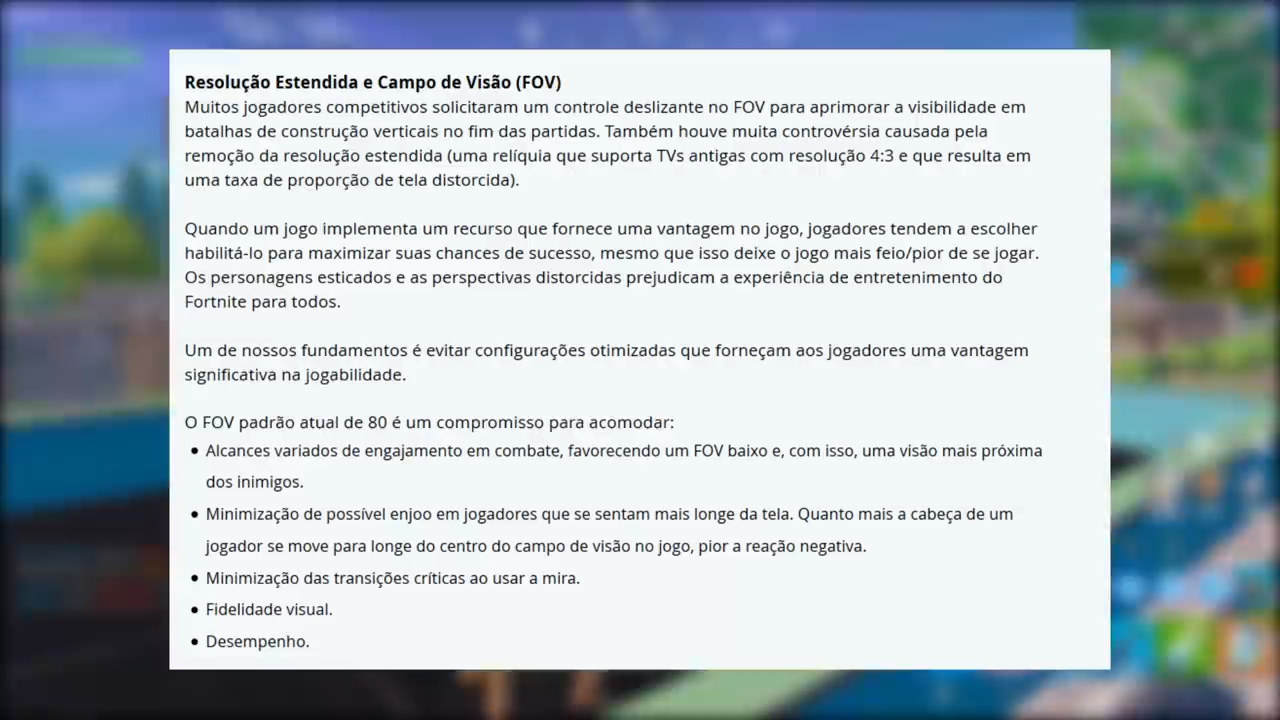 Resolução Estendida e Campo de Visão (FOV)
Muitos jogadores competitivos solicitaram um controle deslizante no FOV para aprimorar a visibilidade em
batalhas de construção verticais no fim das partidas. Também houve muita controvérsia causada pela
remoção da resolução estendida (uma relíquia que suporta TVs antigas com resolução 4:3 e que resulta em
uma taxa de proporção de tela distorcida).
Quando um jogo implementa um recurso que fornece uma vantagem no jogo, jogadores tendem a escolher
habilitá-lo para maximizar suas chances de sucesso, mesmo que isso deixe o jogo mais feio/pior de se jogar.
Os personagens esticados e as perspectivas distorcidas prejudicam a experiência de entretenimento do
Fortnite para todos.
Um de nossos fundamentos é evitar configurações otimizadas que forneçam aos jogadores uma vantagem
significativa na jogabilidade.
O FOV padrão atual de 80 é um compromisso para acomodar:
• Alcances variados de engajamento em combate, favorecendo um FOV baixo e, com isso, uma visão mais próxima
dos inimigos.
• Minimização de possível enjoo em jogadores que se sentam mais longe da tela. Quanto mais a cabeça de um
jogador se move para longe do centro do campo de visão no jogo, pior a reação negativa.
• Minimização das transições críticas ao usar a mira.
• Fidelidade visual.
• Desempenho.